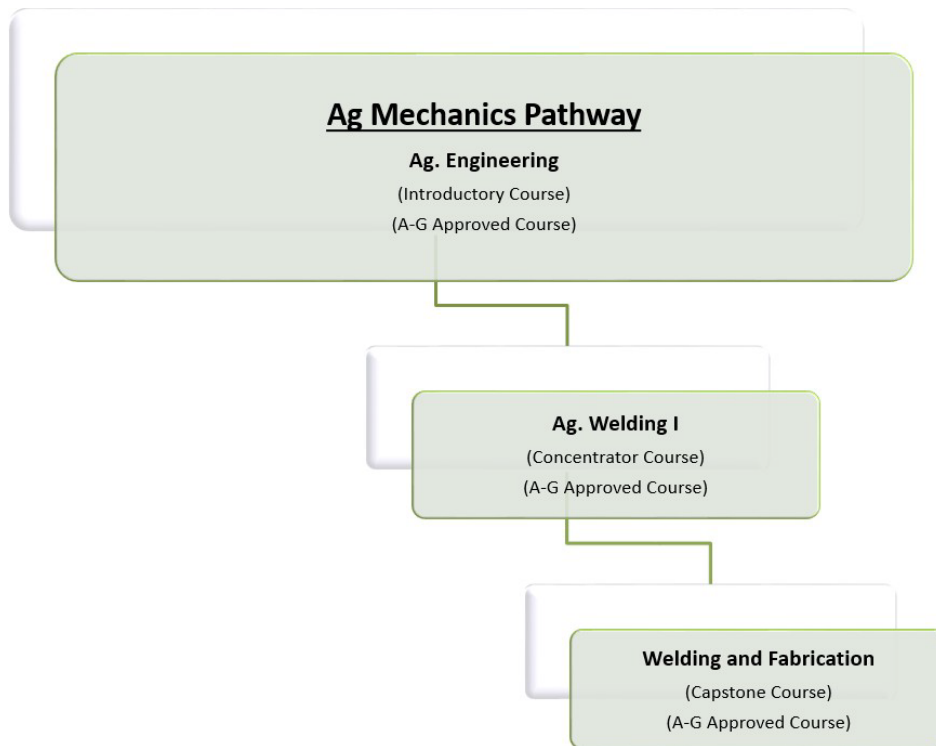 Ag Mechanics Pathway
Ag. Engineering
(Introductory Course)
(A-G Approved Course)
Ag. Welding I
(Concentrator Course)
(A-G Approved Course)
Welding and Fabrication
(Capstone Course)
(A-G Approved Course)